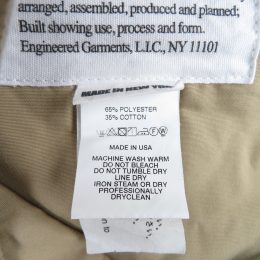 arranged, assembled, produced and planned;
Built showing use, process and form.
Engineered Garments, L.I.C., NY 11101
MADE IN NEW
65% POLYESTER
35% COTTON
MADE IN USA
MACHINE WASH WARM
DO NOT BLEACH
DO NOT TUMBLE DRY
LINE DRY
IRON STEAM OR DRY
PROFESSIONALLY
DRYCLEAN